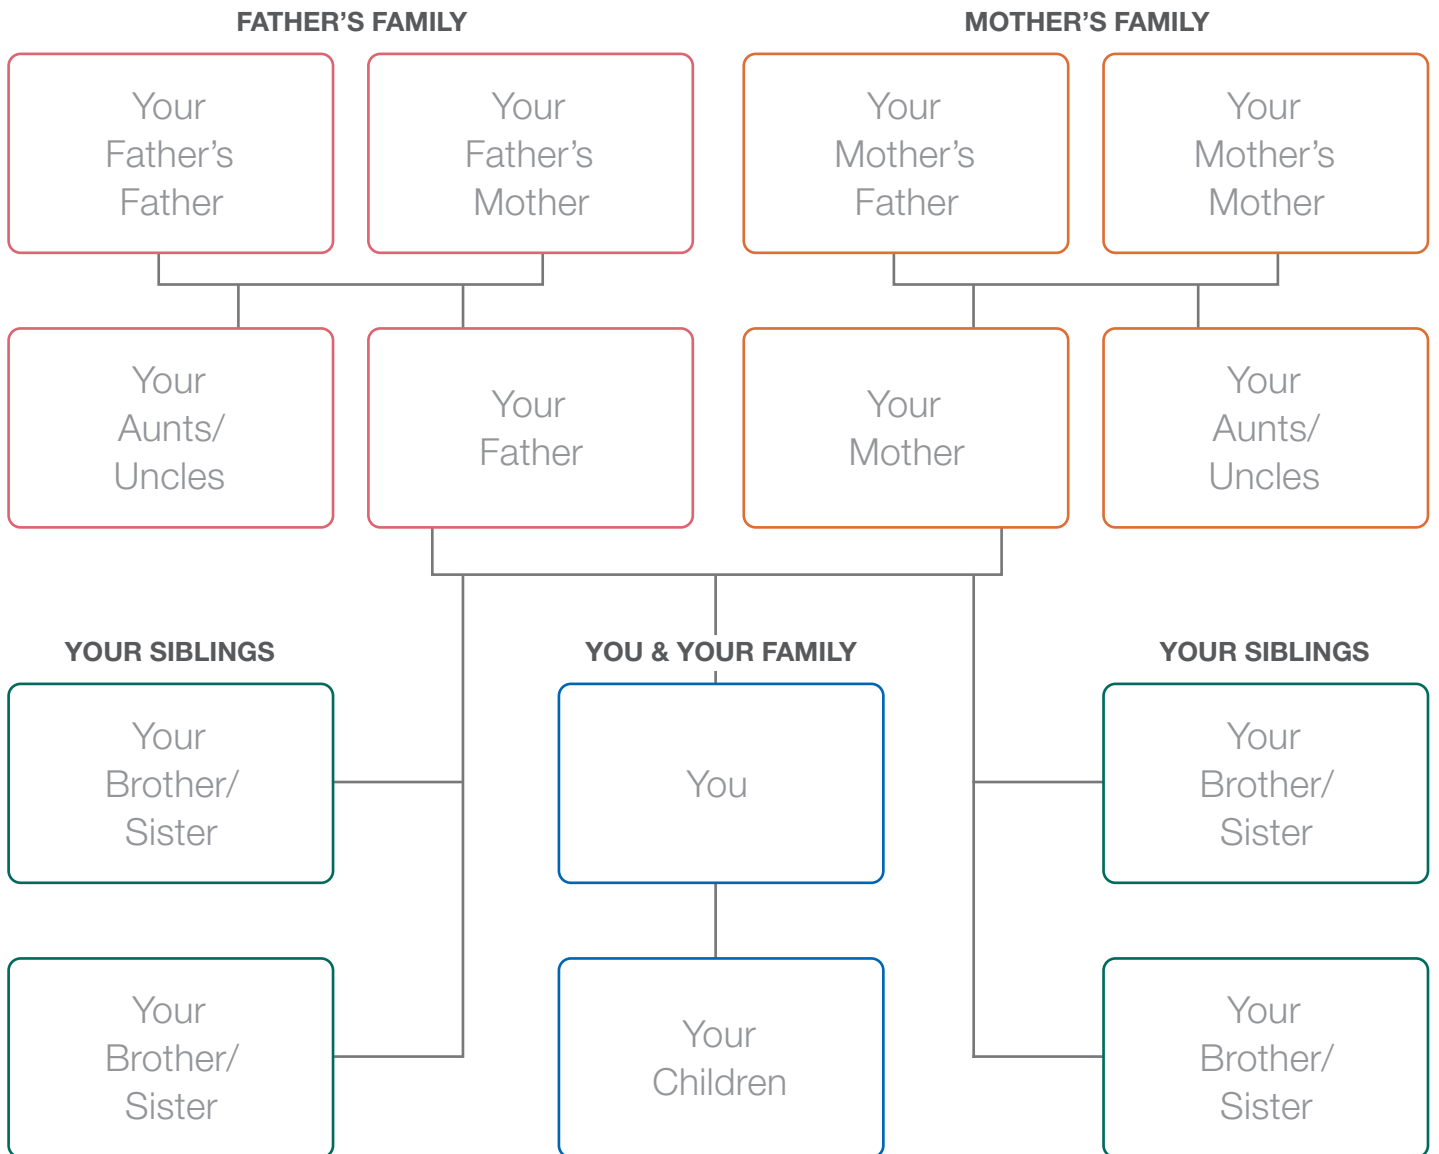 FATHER’S FAMILY
MOTHER’S FAMILY
Your
Father’s
Father
Your
Father’s
Mother
Your
Mother’s
Father
Your
Mother’s
Mother
Your
Aunts/
Uncles
Your
Father
Your
Mother
Your
Aunts/
Uncles
YOUR SIBLINGS
YOU & YOUR FAMILY
YOUR SIBLINGS
Your
Brother/
Sister
You
Your
Brother/
Sister
Your
Brother/
Sister
Your
Children
Your
Brother/
Sister